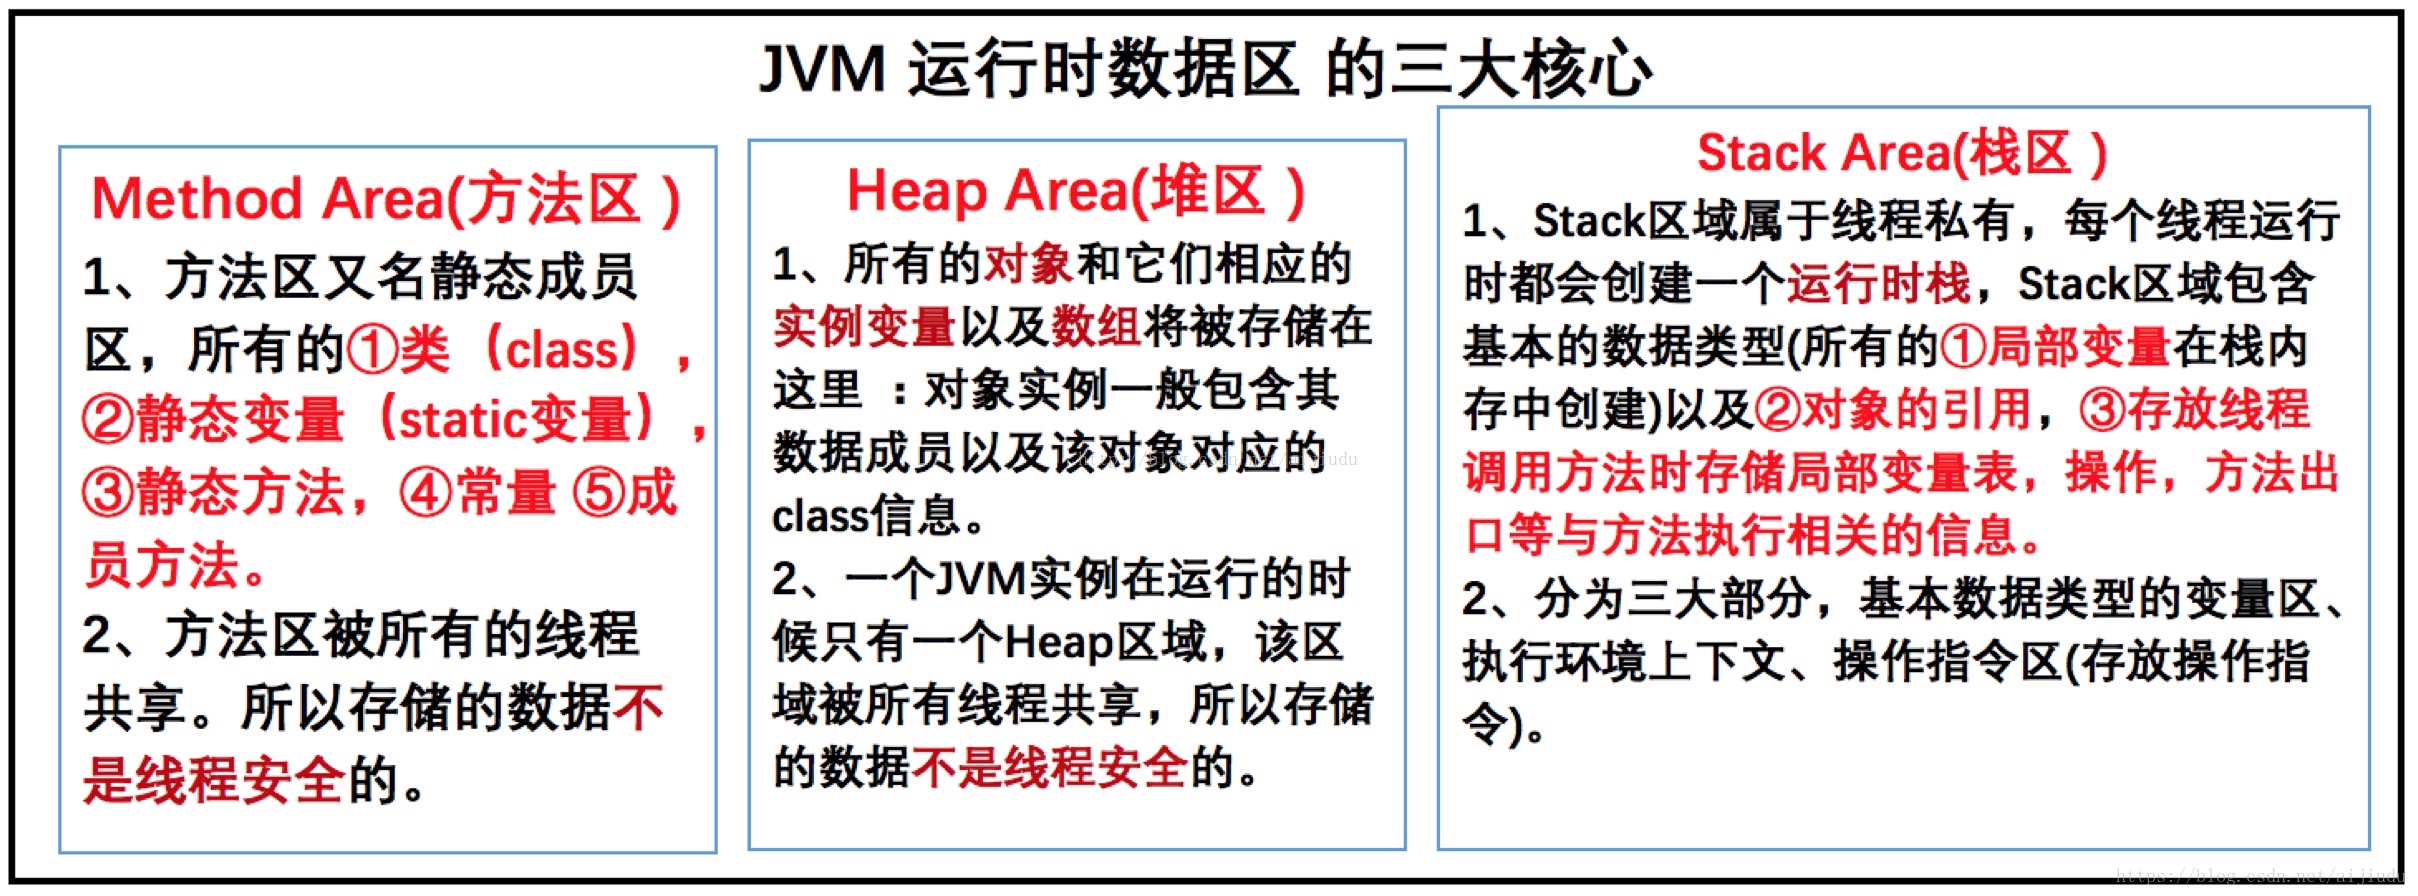 JVM 运行时数据区 的三大核心
Method Area(方法区 )
1、方法区又名静态成员
区，所有的①类（class），
②静态变量（static变量），
③静态方法，④常量 ⑤成
员方法。
2、方法区被所有的线程
共享。所以存储的数据不
是线程安全的。
Heap Area(堆区 )
1、所有的对象和它们相应的
实例变量以及数组将被存储在
这里 ：对象实例一般包含其
数据成员以及该对象对应的
class信息。
2、一个JVM实例在运行的时
候只有一个Heap区域，该区
域被所有线程共享，所以存储
的数据不是线程安全的。
Stack Area(栈区 )
1、Stack区域属于线程私有，每个线程运行
时都会创建一个运行时栈，Stack区域包含
基本的数据类型(所有的①局部变量在栈内
存中创建)以及②对象的引用，③存放线程
调用方法时存储局部变量表，操作，方法出
口等与方法执行相关的信息。
2、分为三大部分，基本数据类型的变量区、
执行环境上下文、操作指令区(存放操作指
令)。
https://blog.csdn.net/aijiudu